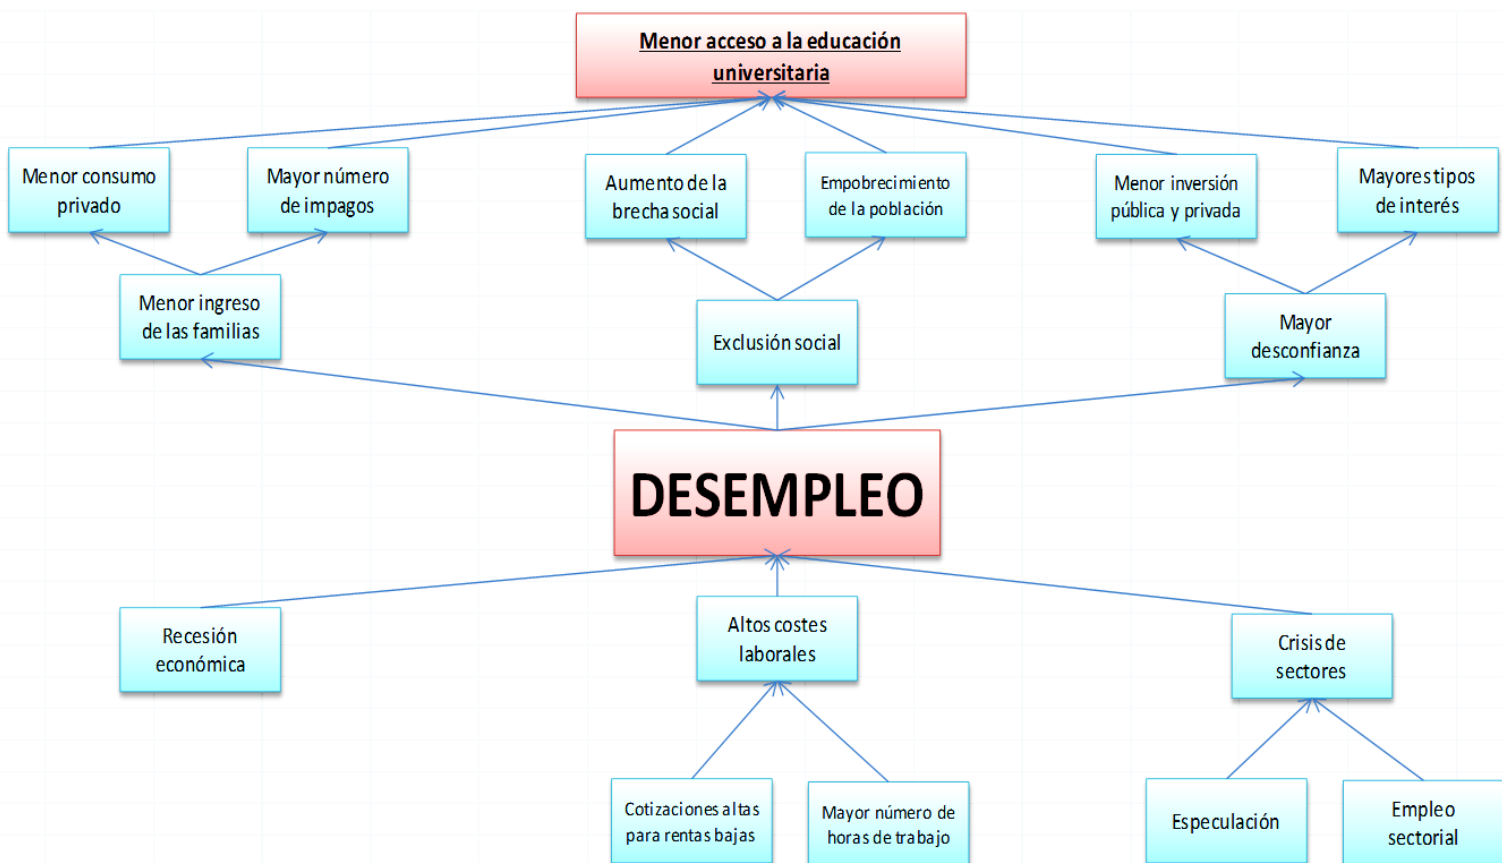 Menor acceso a la educación
universitaria
Menor consumo
privado
Mayor número
de impagos
Aumento de la
brecha social
Empobrecimiento
de la población
Menor inversión
pública y privada
Mayores tipos
de interés
Menor ingreso
de las familias
Exclusión social
Mayor
desconfianza
DESEMPLEO
Recesión
económica
Altos costes
laborales
Crisis de
sectores
Cotizaciones altas
para rentas bajas
Mayor número de
horas de trabajo
Especulación
Empleo
sectorial